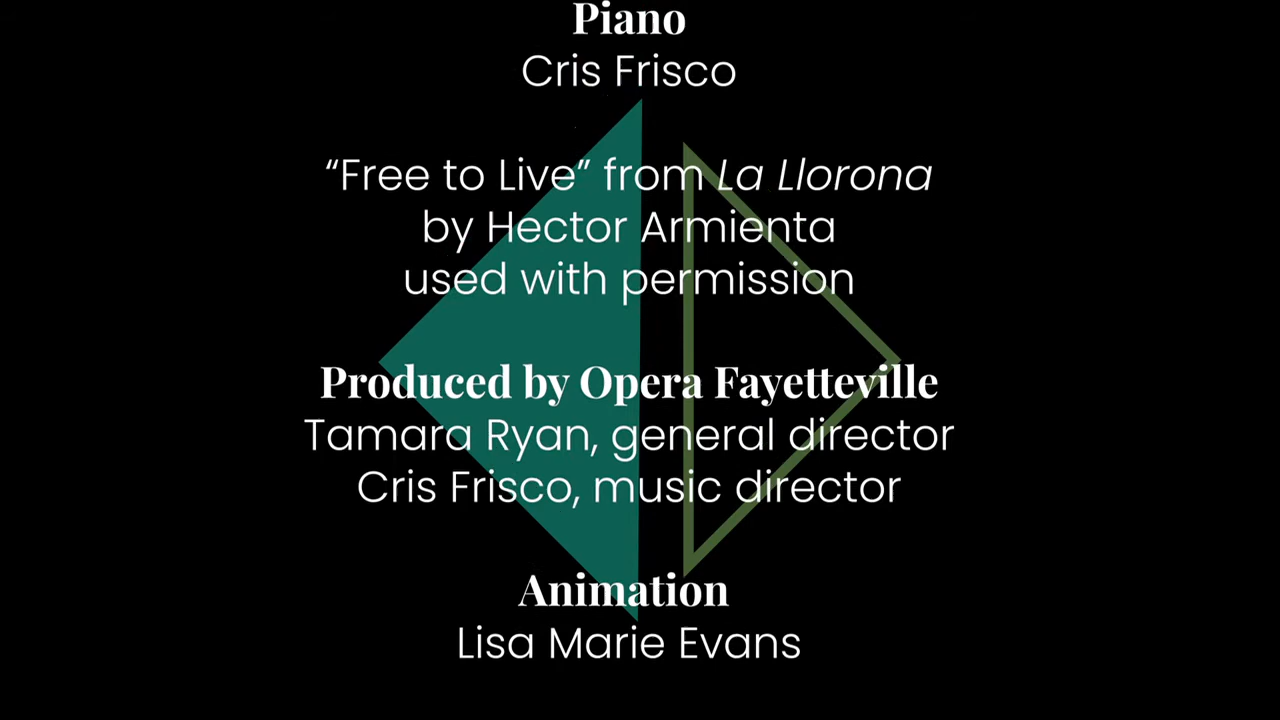 Piano
Cris Frisco
“Free to Live” from La Llorona
by Hector Armienta
used with permission
Produced by Opera Fayetteville
Tamara Ryan, general director
Cris Frisco, music director
Animation
Lisa Marie Evans